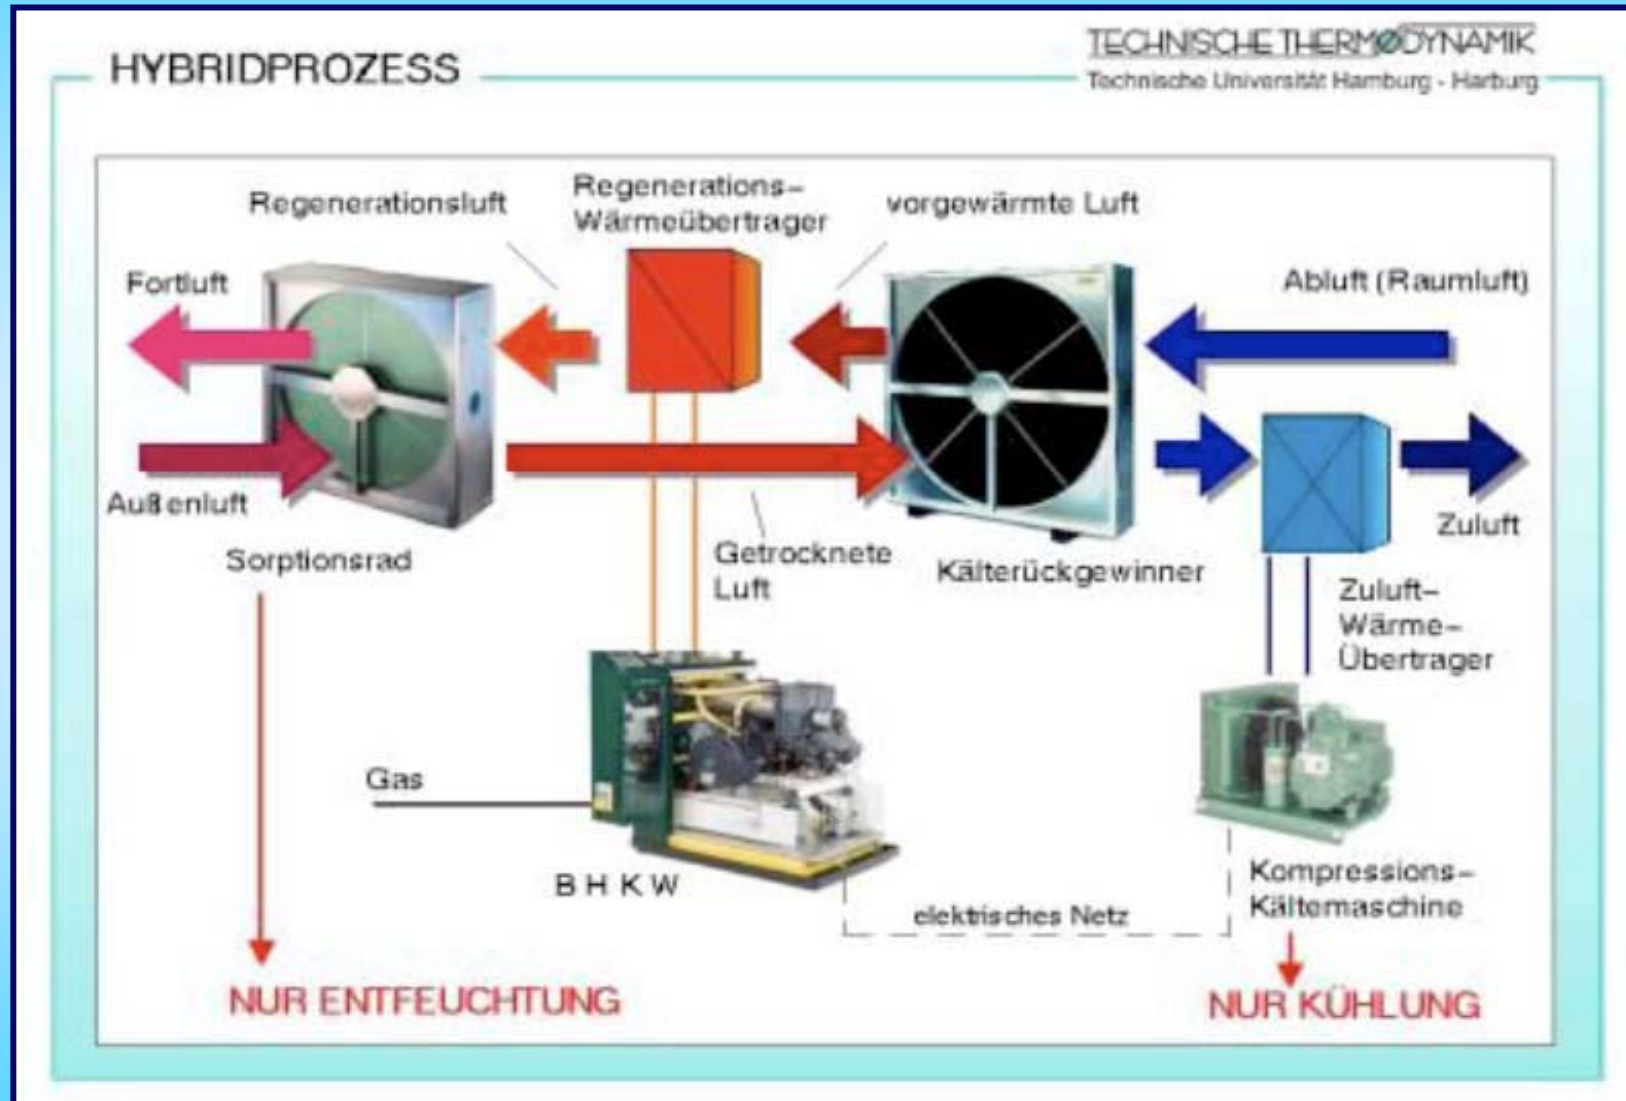 HYBRIDPROZESS
TECHNISCHE THERMODYNAMIK
Technische Universität Hamburg - Harburg
Regenerationsluft
Regenerations–
Wärmeübertrager
vorgewärmte Luft
Fortluft
Abluft (Raumluft)
Außenluft
Zuluft
Sorptionsrad
Getrocknete
Luft
Kälterückgewinner
Zuluft–
Wärme–
Übertrager
Gas
B H K W
elektrisches Netz
Kompressions–
Kältemaschine
NUR ENTFEUCHTUNG
NUR KÜHLUNG